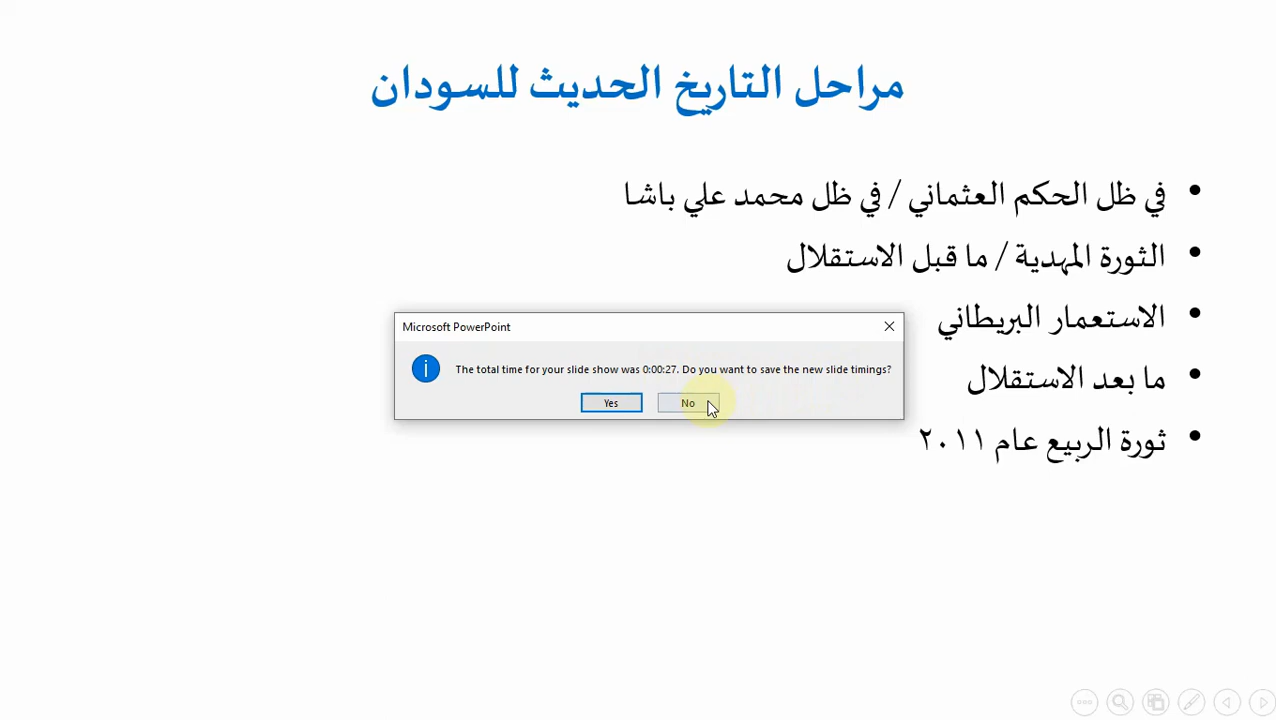 مراحل التاريخ الحديث للسودان
• في ظل الحكم العثماني / في ظل محمد علي باشا
• الثورة المهدية / ما قبل الاستقلال
• الاستعمار البريطاني
• ما بعد الاستقلال
• ثورة الربيع عام ٢٠١١
Microsoft PowerPoint
The total time for your slide show was 0:00:27. Do you want to save the new slide timings?
Yes No